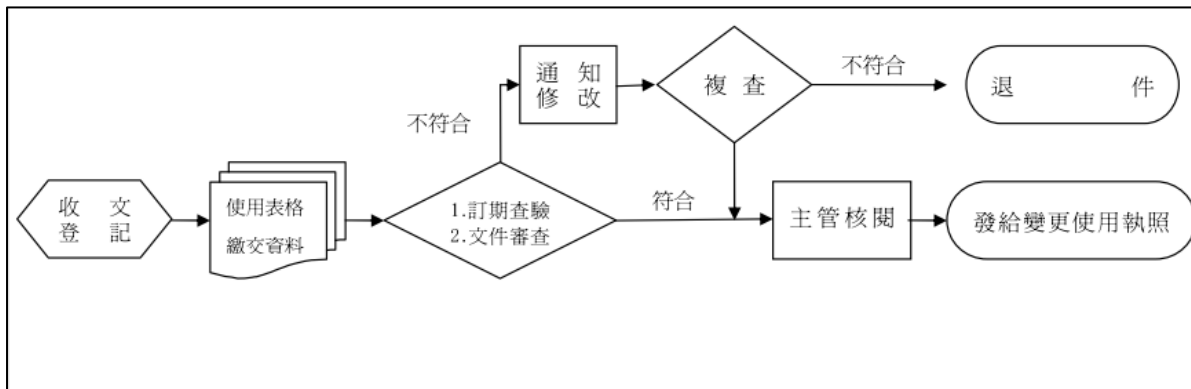 收文
登記
使用表格
繳交資料
1.訂期查驗
2.文件審查
不符合
通知
修改
複查
不符合
退件
符合
主管核閱
發給變更使用執照